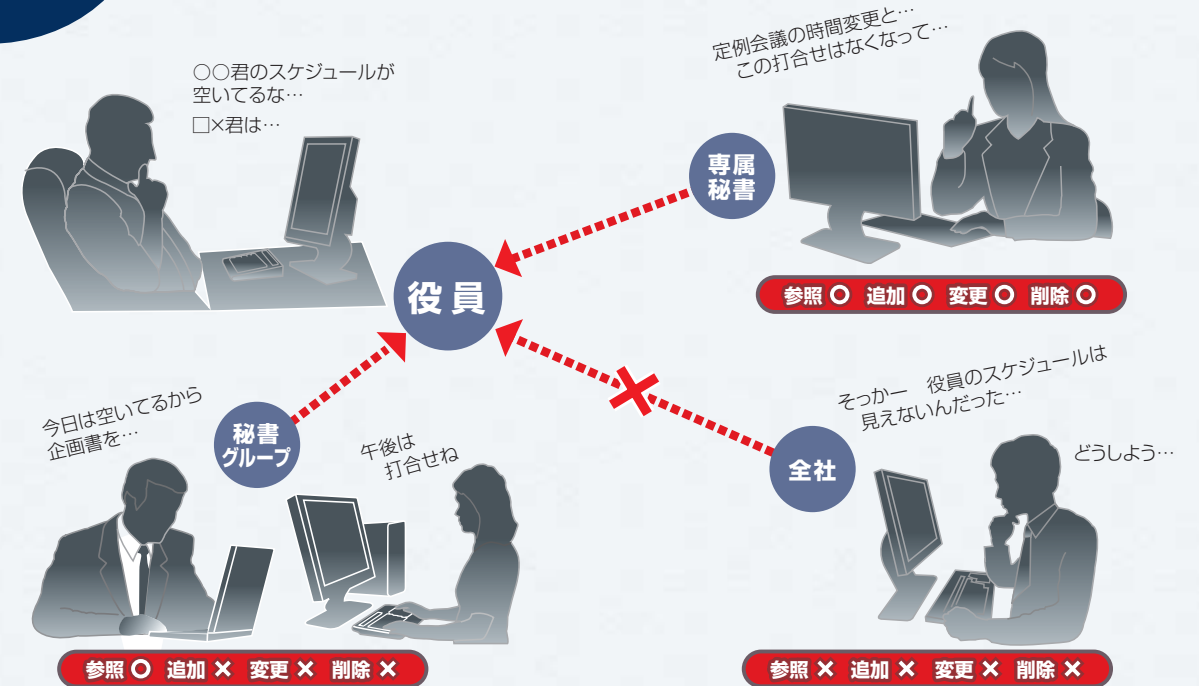 ○○君のスケジュールが
空いてるな…
□×君は…
定例会議の時間変更と…
この打合せはなくなって…
専属
秘書
参照 ○ 追加 ○ 変更 ○ 削除 ○
役員
今日は空いてるから
企画書を…
秘書
グループ
午後は
打合せね
参照 ○ 追加 × 変更 × 削除 ×
そっかー　役員のスケジュールは
見えないんだった…
全社
どうしよう…
参照 × 追加 × 変更 × 削除 ×